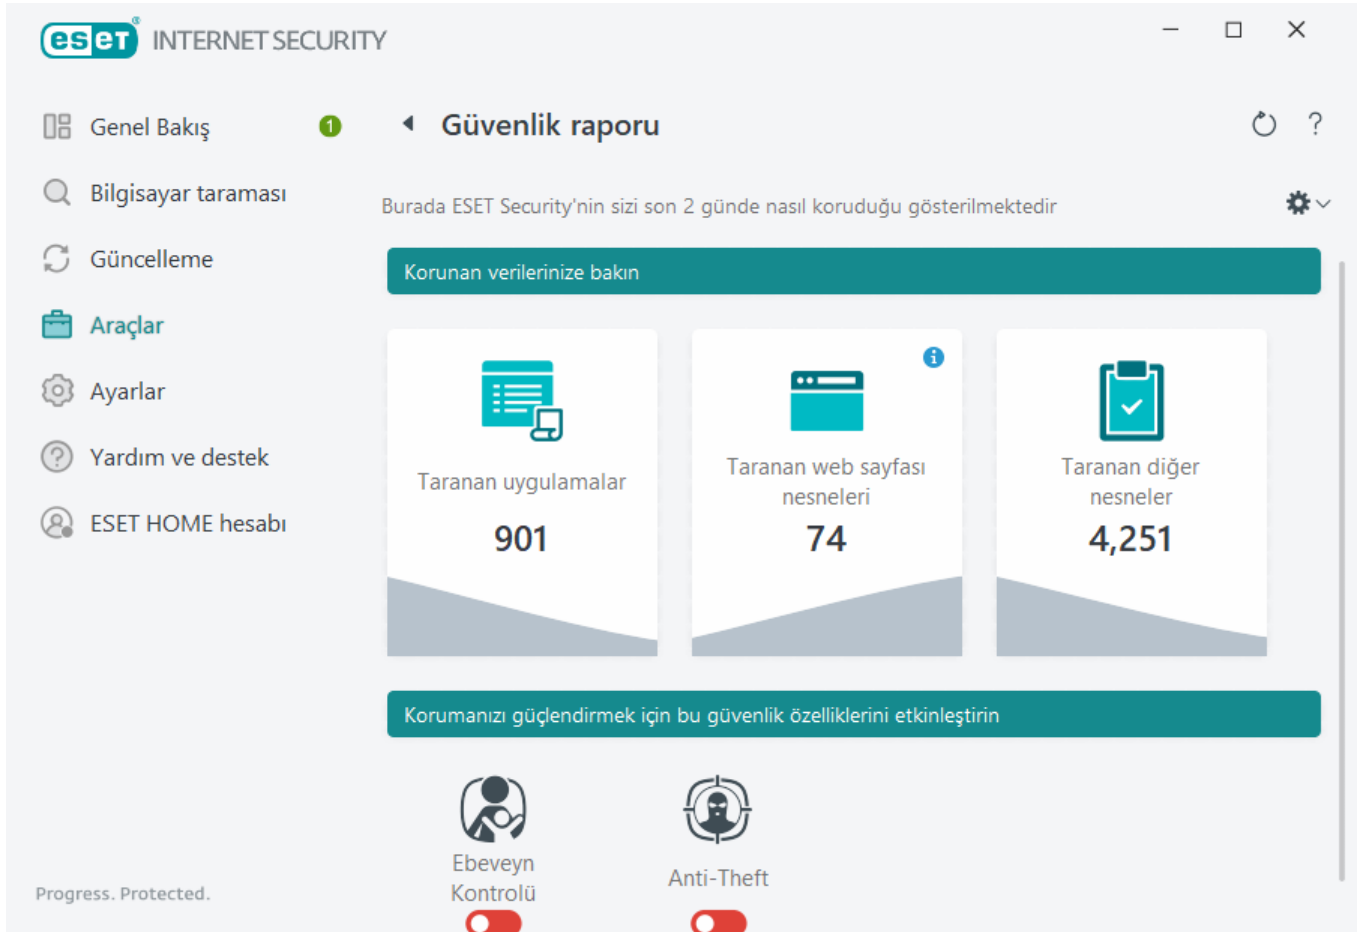 eset® INTERNET SECURITY
Genel Bakış 1
Bilgisayar taraması
Güncelleme
Araçlar
Ayarlar
Yardım ve destek
ESET HOME hesabı
Progress. Protected.
Güvenlik raporu
?
Burada ESET Security'nin sizi son 2 günde nasıl koruduğu gösterilmektedir
Korunan verilerinize bakın
Taranan uygulamalar
901
Taranan web sayfası
nesneleri
74
Taranan diğer
nesneler
4,251
Korumanızı güçlendirmek için bu güvenlik özelliklerini etkinleştirin
Ebeveyn
Kontrolü
Anti-Theft